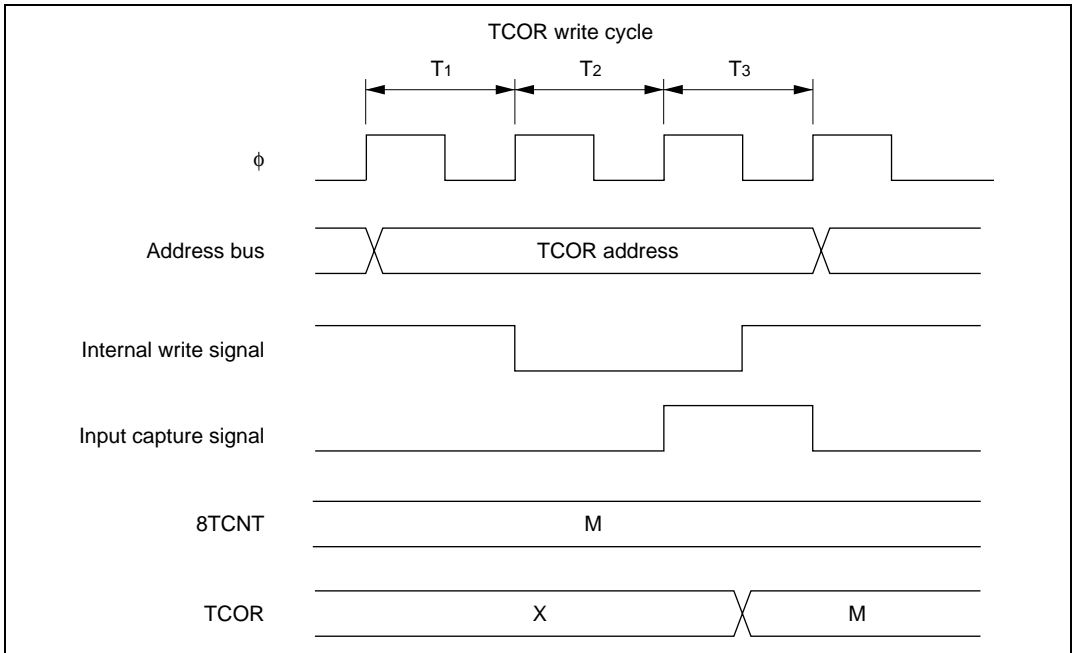 TCOR write cycle
T1 T2 T3
ϕ
Address bus TCOR address
Internal write signal
Input capture signal
8TCNT M
TCOR X M